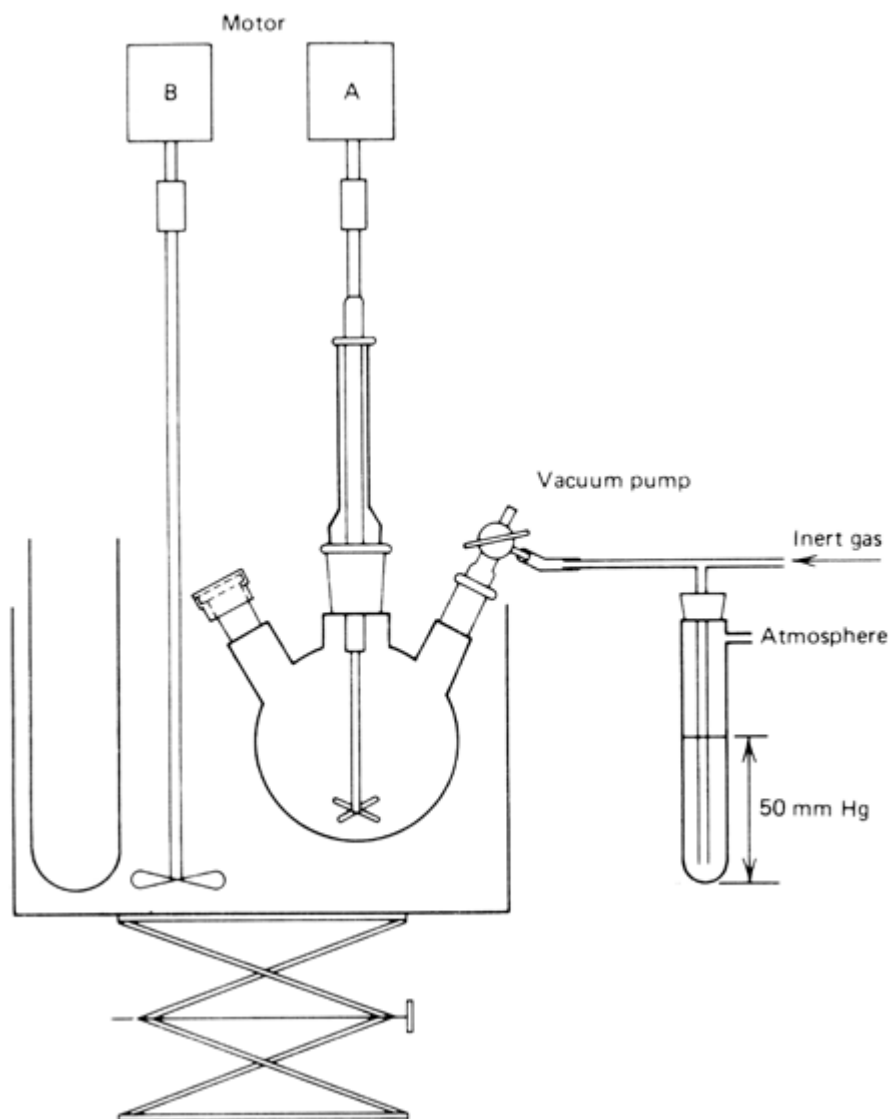 Motor
B
A
Vacuum pump
Inert gas
Atmosphere
50 mm Hg